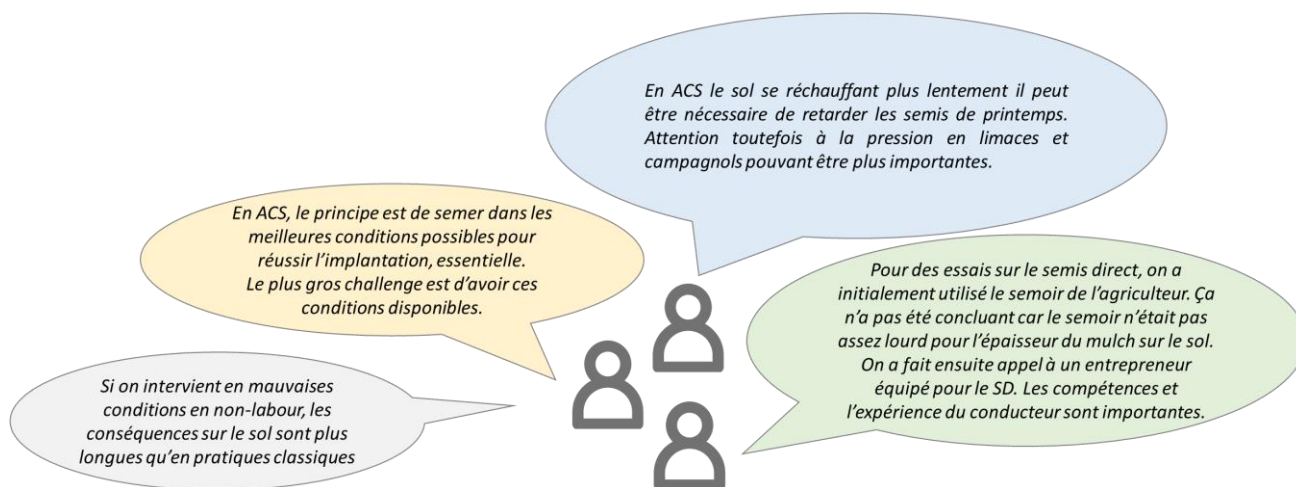 En ACS le sol se réchauffant plus lentement il peut
être nécessaire de retarder les semis de printemps.
Attention toutefois à la pression en limaces et
campagnols pouvant être plus importantes.
En ACS, le principe est de semer dans les
meilleures conditions possibles pour
réussir l’implantation, essentielle.
Le plus gros challenge est d’avoir ces
conditions disponibles.
Pour des essais sur le semis direct, on a
initialement utilisé le semoir de l’agriculteur. Ça
n’a pas été concluant car le semoir n’était pas
assez lourd pour l’épaisseur du mulch sur le sol.
On a fait ensuite appel à un entrepreneur
équipé pour le SD. Les compétences et
l’expérience du conducteur sont importantes.
Si on intervient en mauvaises
conditions en non-labour, les
conséquences sur le sol sont plus
longues qu’en pratiques classiques